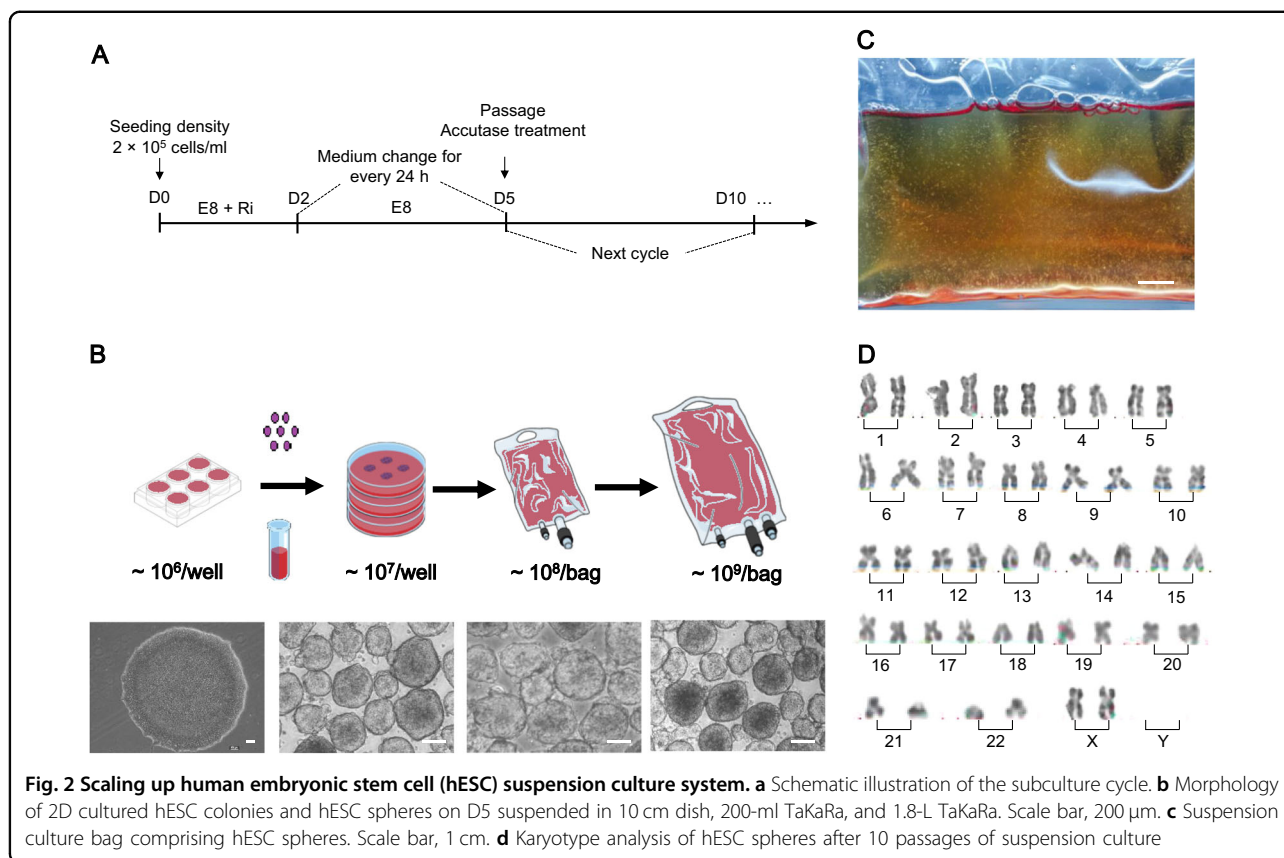 A
Seeding density
2 × 10⁵ cells/ml
Passage
Accutase treatment
Medium change for
every 24 h
D0
D2
D5
D10 ...
E8 + Ri
E8
Next cycle
B
~ 10⁶/well
~ 10⁷/well
~ 10⁸/bag
~ 10⁹/bag
C
D
1 2 3 4 5
6 7 8 9 10
11 12 13 14 15
16 17 18 19 20
21 22 X Y
Fig. 2 Scaling up human embryonic stem cell (hESC) suspension culture system. a Schematic illustration of the subculture cycle. b Morphology
of 2D cultured hESC colonies and hESC spheres on D5 suspended in 10 cm dish, 200-ml TaKaRa, and 1.8-L TaKaRa. Scale bar, 200 μm. c Suspension
culture bag comprising hESC spheres. Scale bar, 1 cm. d Karyotype analysis of hESC spheres after 10 passages of suspension culture